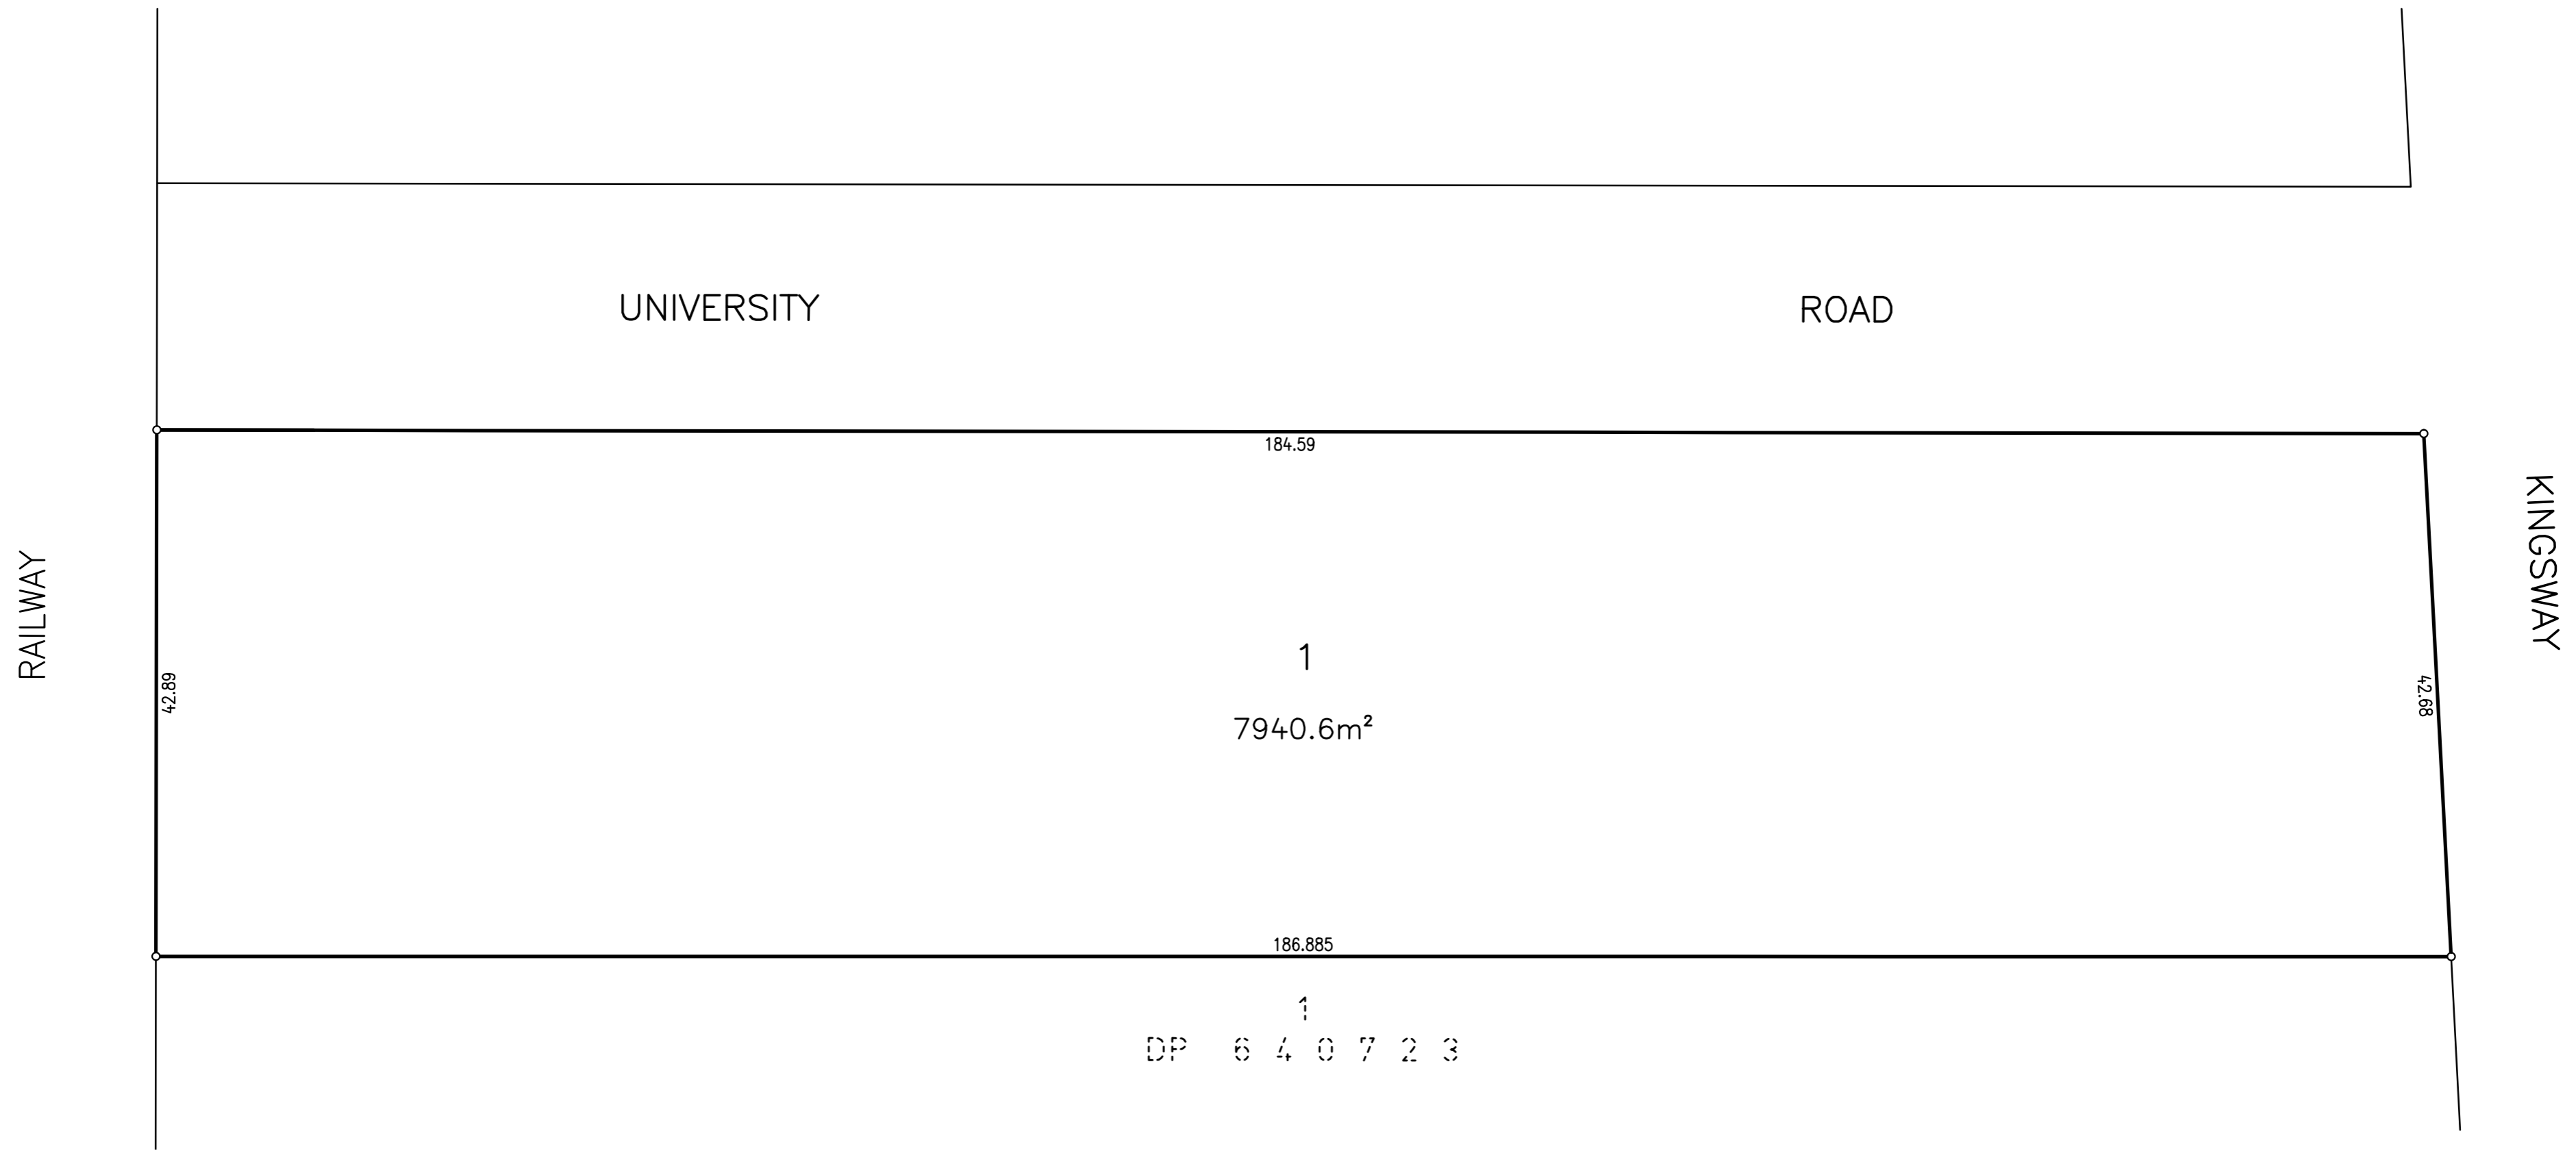 UNIVERSITY ROAD
184.59
RAILWAY
KINGSWAY
42.89
1
42.68
7940.6m²
186.885
1
DP 640723